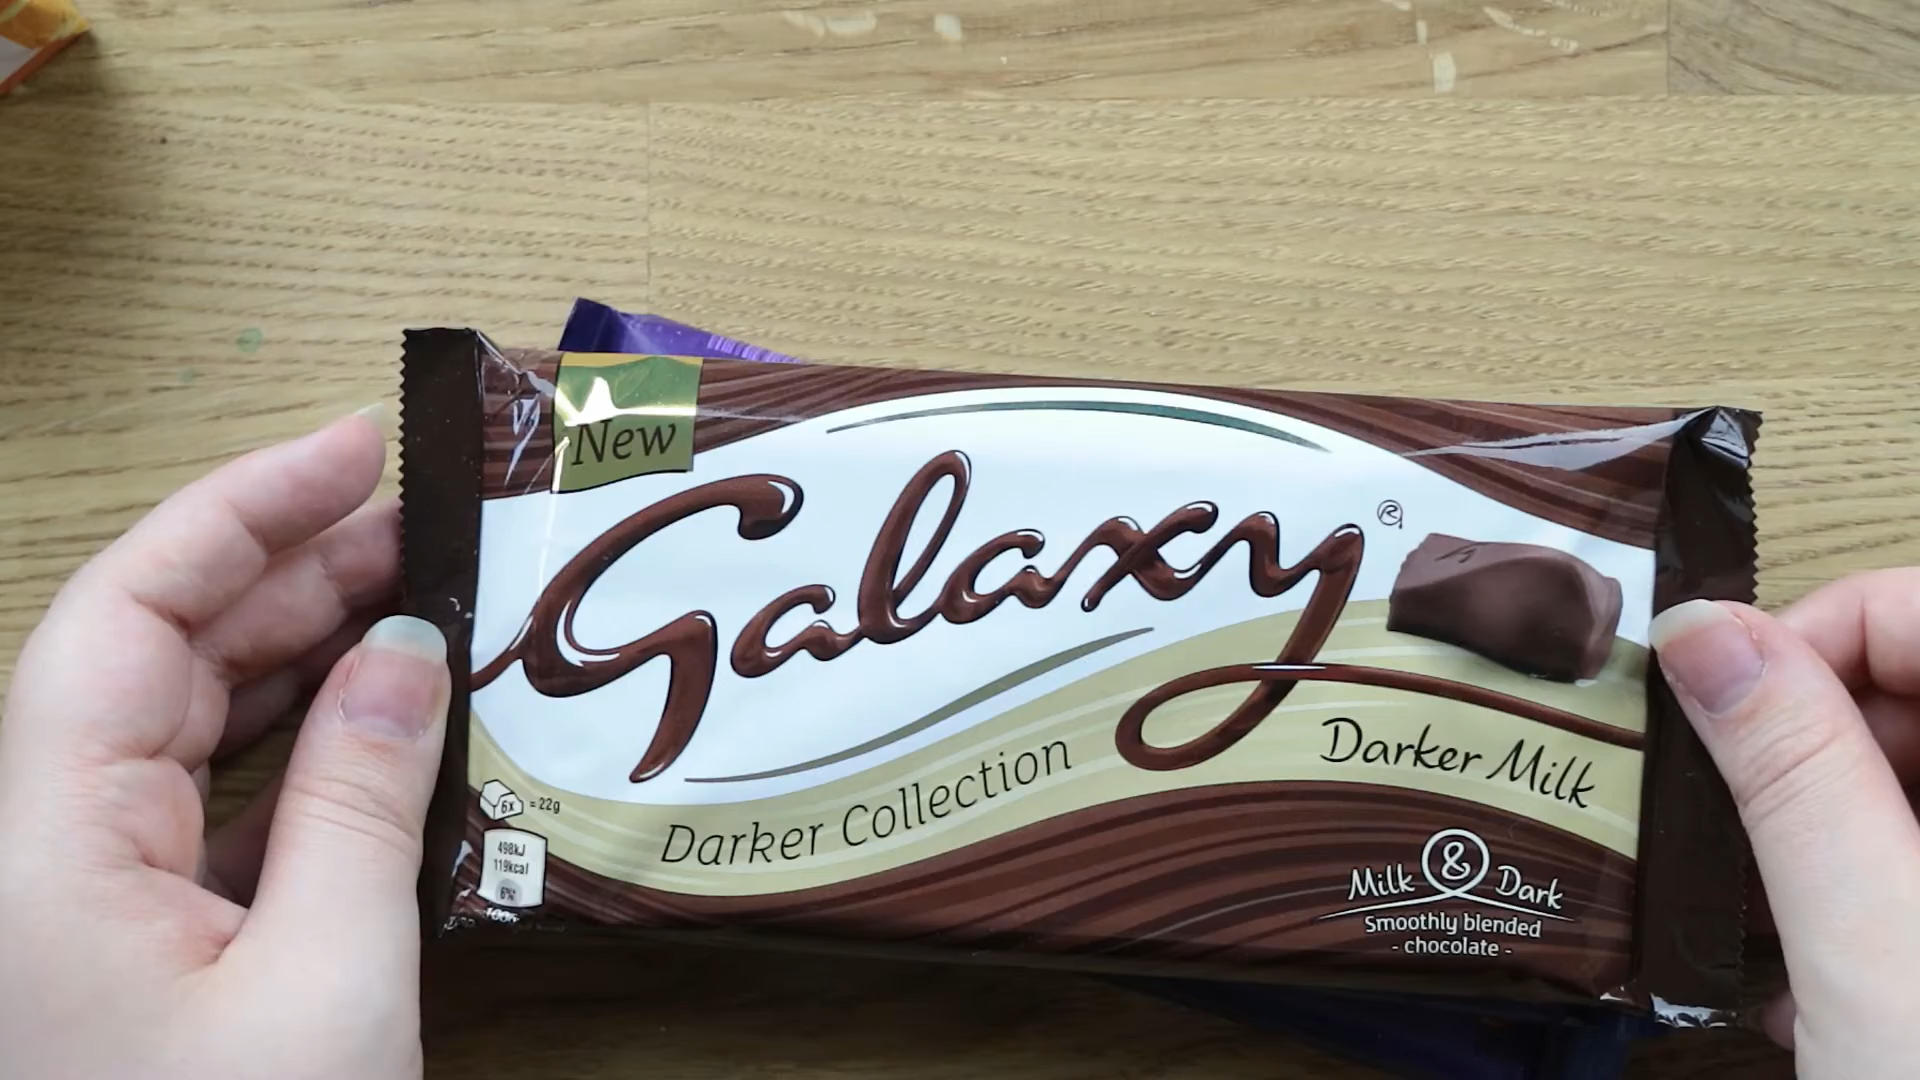 New
Galaxy®
Darker Collection
Darker Milk
Milk & Dark
Smoothly blended
- chocolate -
6x = 22g
498kJ
119kcal
6%